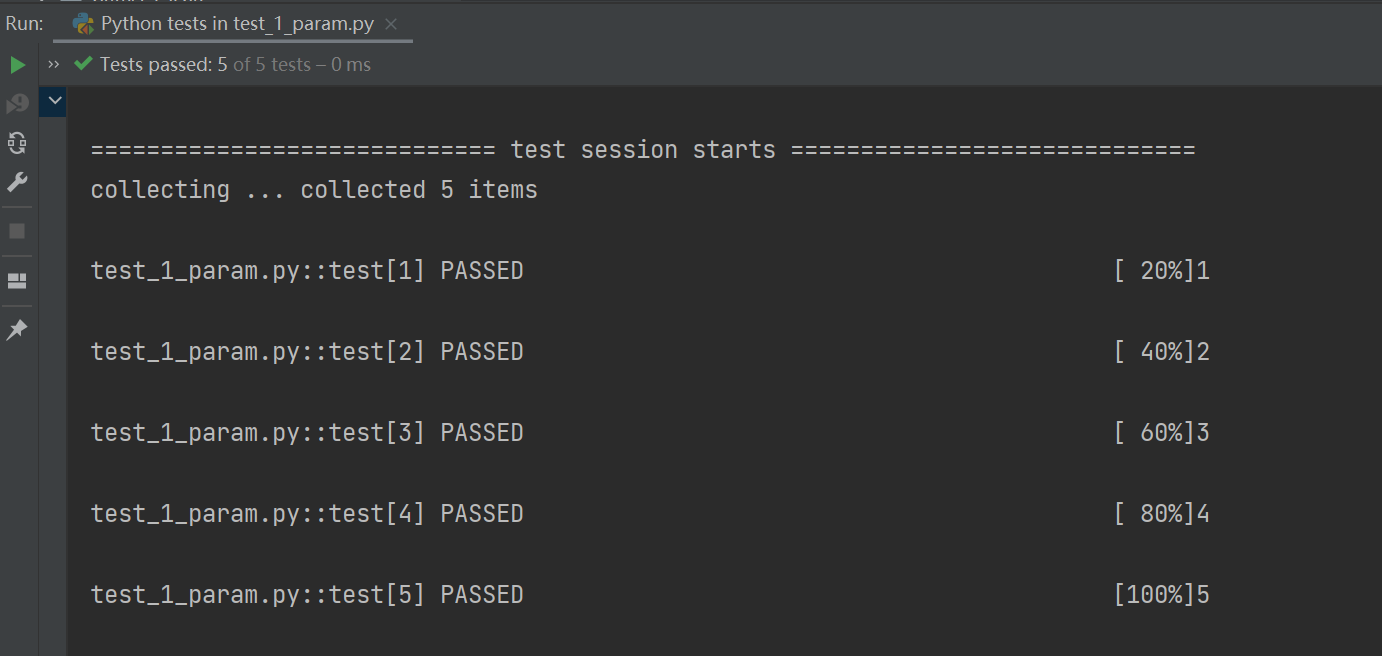 Run: Python tests in test_1_param.py
Tests passed: 5 of 5 tests – 0 ms
============================= test session starts =============================
collecting ... collected 5 items
test_1_param.py::test[1] PASSED [ 20%]1
test_1_param.py::test[2] PASSED [ 40%]2
test_1_param.py::test[3] PASSED [ 60%]3
test_1_param.py::test[4] PASSED [ 80%]4
test_1_param.py::test[5] PASSED [100%]5